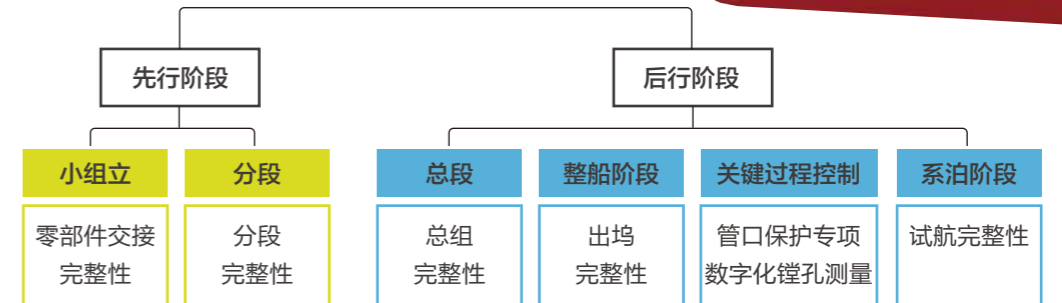 先行阶段
后行阶段
小组立
分段
总段
整船阶段
关键过程控制
系泊阶段
零部件交接
完整性
分段
完整性
总组
完整性
出坞
完整性
管口保护专项
数字化镗孔测量
试航完整性